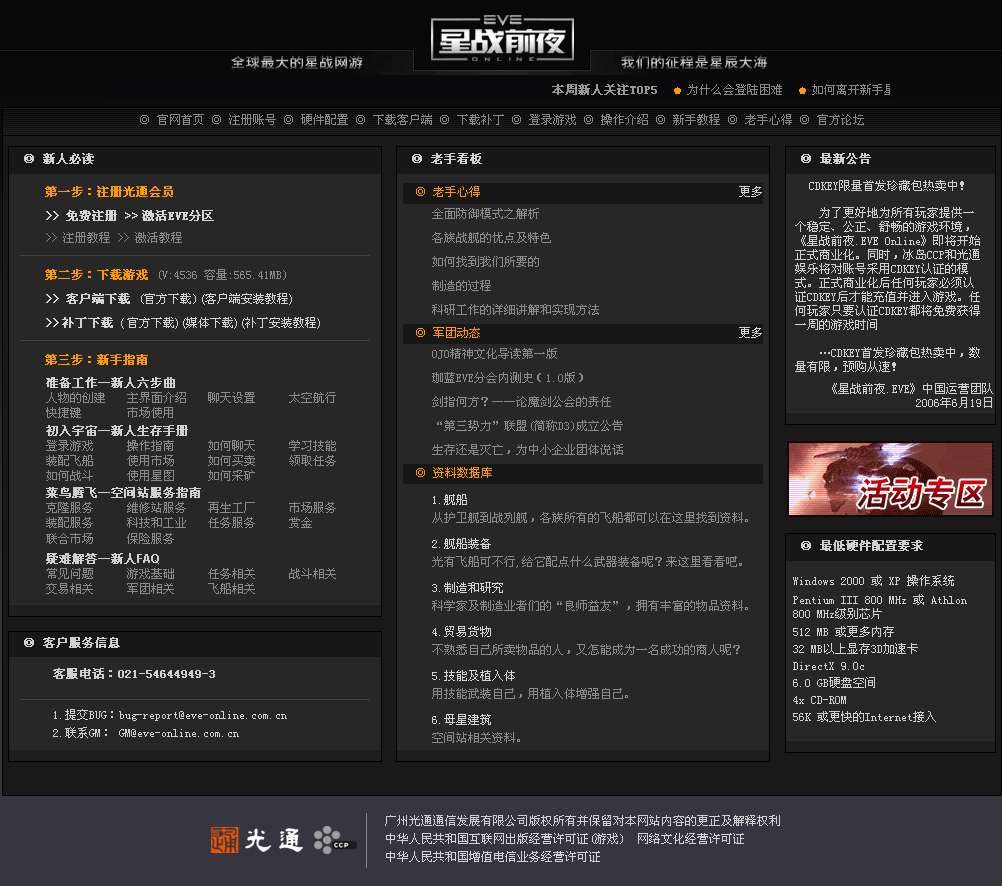 EVE
星战前夜
ONLINE
全球最大的星战网游
我们的征程是星辰大海
本周新人关注TOP5 为什么会登陆困难 如何离开新手
官网首页 注册账号 硬件配置 下载客户端 下载补丁 登录游戏 操作介绍 新手教程 老手心得 官方论坛
新人必读
第一步：注册光通会员
>> 免费注册 >> 激活EVE分区
>> 注册教程 >> 激活教程
第二步：下载游戏 (V:4536 容量:565.41MB)
>> 客户端下载 (官方下载)(客户端安装教程)
>>补丁下载 (官方下载)(媒体下载)(补丁安装教程)
第三步：新手指南
准备工作—新人六步曲
人物的创建 主界面介绍 聊天设置 太空航行
快捷键 市场使用
初入宇宙—新人生存手册
登录游戏 操作指南 如何聊天 学习技能
装配飞船 使用市场 如何买卖 领取任务
如何战斗 使用星图 如何采矿
菜鸟腾飞—空间站服务指南
克隆服务 维修站服务 再生工厂 市场服务
装配服务 科技和工业 任务服务 赏金
联合市场 保险服务
疑难解答—新人FAQ
常见问题 游戏基础 任务相关 战斗相关
交易相关 军团相关 飞船相关
客户服务信息
客服电话：021-54644949-3
1.提交BUG：bug-report@eve-online.com.cn
2.联系GM： GM@eve-online.com.cn
老手看板
老手心得 更多
全面防御模式之解析
各族战舰的优点及特色
如何找到我们所要的
制造的过程
科研工作的详细讲解和实现方法
军团动态 更多
OJO精神文化导读第一版
珈蓝EVE分会内测史(1.0版)
剑指何方？——论魔剑公会的责任
“第三势力”联盟(简称D3)成立公告
生存还是灭亡，为中小企业团体说话
资料数据库
1.舰船
从护卫舰到战列舰，各族所有的飞船都可以在这里找到资料。
2.舰船装备
光有飞船可不行,给它配点什么武器装备呢？来这里看看吧。
3.制造和研究
科学家及制造业者们的“良师益友”，拥有丰富的物品资料。
4.贸易货物
不熟悉自己所卖物品的人，又怎能成为一名成功的商人呢？
5.技能及植入体
用技能武装自己，用植入体增强自己。
6.母星建筑
空间站相关资料。
最新公告
CDKEY限量首发珍藏包热卖中！
为了更好地为所有玩家提供一
个稳定、公正、舒畅的游戏环境，
《星战前夜.EVE Online》即将开始
正式商业化。同时，冰岛CCP和光通
娱乐将对账号采用CDKEY认证的模
式。正式商业化后任何玩家必须认
证CDKEY后才能充值并进入游戏。任
何玩家只要认证CDKEY都将免费获得
一周的游戏时间
…CDKEY首发珍藏包热卖中，数
量有限，预购从速！
《星战前夜.EVE》中国运营团队
2006年6月19日
活动专区
最低硬件配置要求
Windows 2000 或 XP 操作系统
Pentium III 800 MHz 或 Athlon
800 MHz级别芯片
512 MB 或更多内存
32 MB以上显存3D加速卡
DirectX 9.0c
6.0 GB硬盘空间
4x CD-ROM
56K 或更快的Internet接入
光通
CCP
广州光通通信发展有限公司版权所有并保留对本网站内容的更正及解释权利
中华人民共和国互联网出版经营许可证(游戏) 网络文化经营许可证
中华人民共和国增值电信业务经营许可证